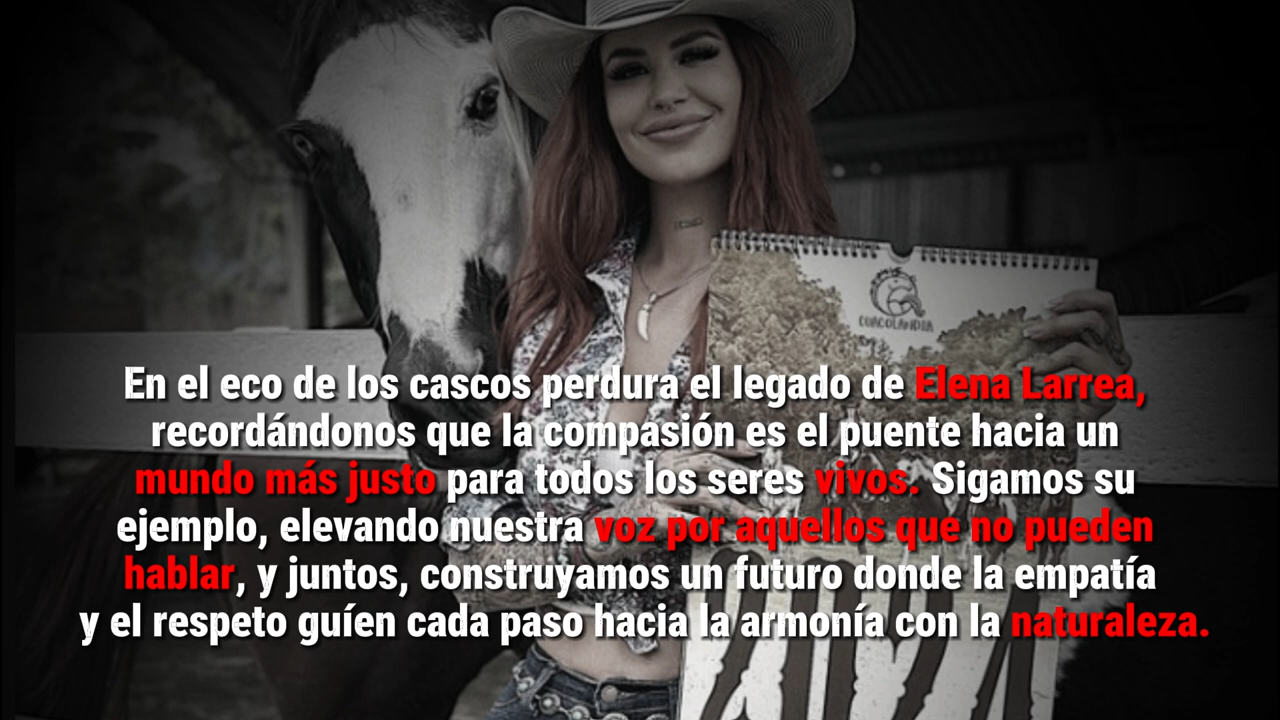 CUACOLANDIA
En el eco de los cascos perdura el legado de Elena Larrea,
recordándonos que la compasión es el puente hacia un
mundo más justo para todos los seres vivos. Sigamos su
ejemplo, elevando nuestra voz por aquellos que no pueden
hablar, y juntos, construyamos un futuro donde la empatía
y el respeto guíen cada paso hacia la armonía con la naturaleza.